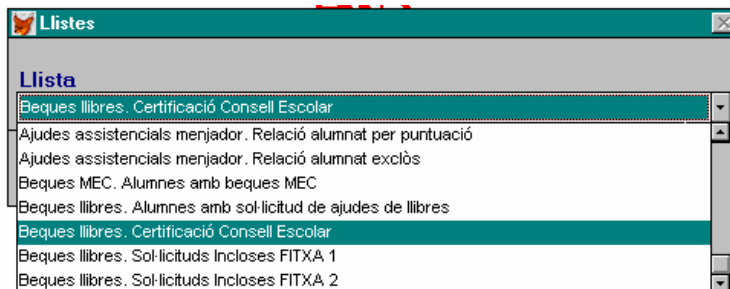 Llistes
Llista
Beques llibres. Certificació Consell Escolar
Ajudes assistencials menjador. Relació alumnat per puntuació
Ajudes assistencials menjador. Relació alumnat exclòs
Beques MEC. Alumnes amb beques MEC
Beques llibres. Alumnes amb sol·licitud de ajudes de llibres
Beques llibres. Certificació Consell Escolar
Beques llibres. Sol·licituds Incloses FITXA 1
Beques llibres. Sol·licituds Incloses FITXA 2